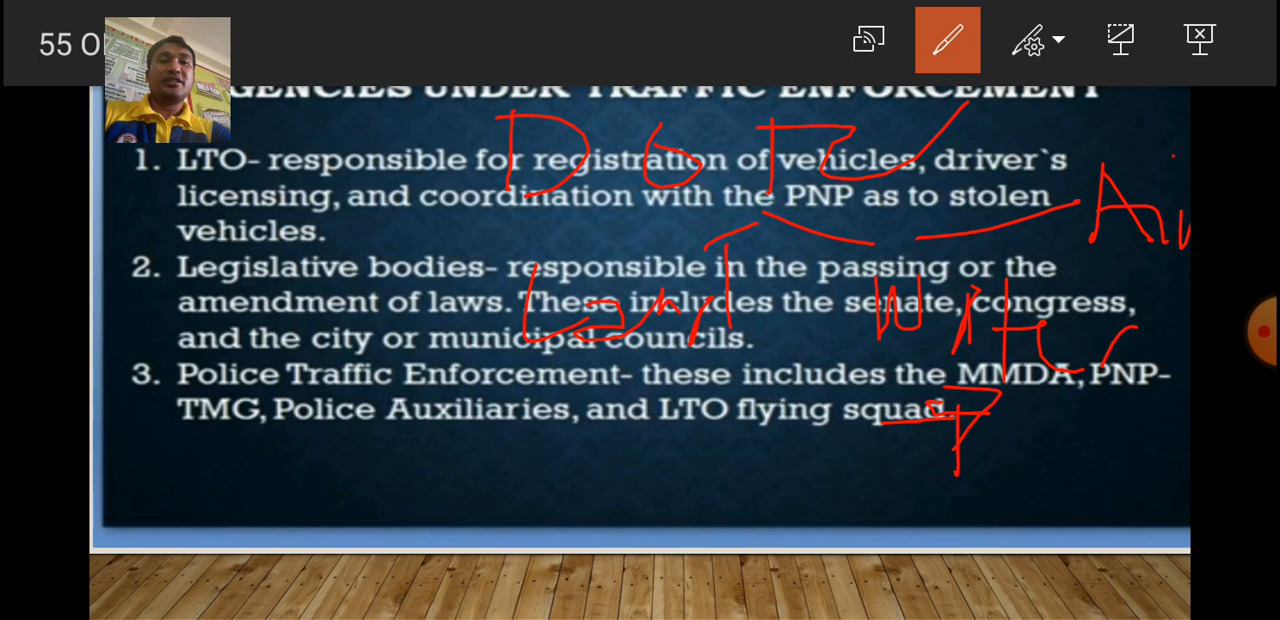 55 O
GENCIES UNDER TRAFFIC ENFORCEMENT
1. LTO- responsible for registration of vehicles, driver`s
licensing, and coordination with the PNP as to stolen
vehicles.
2. Legislative bodies- responsible in the passing or the
amendment of laws. These includes the senate, congress,
and the city or municipal councils.
3. Police Traffic Enforcement- these includes the MMDA, PNP-
TMG, Police Auxiliaries, and LTO flying squad.
Land